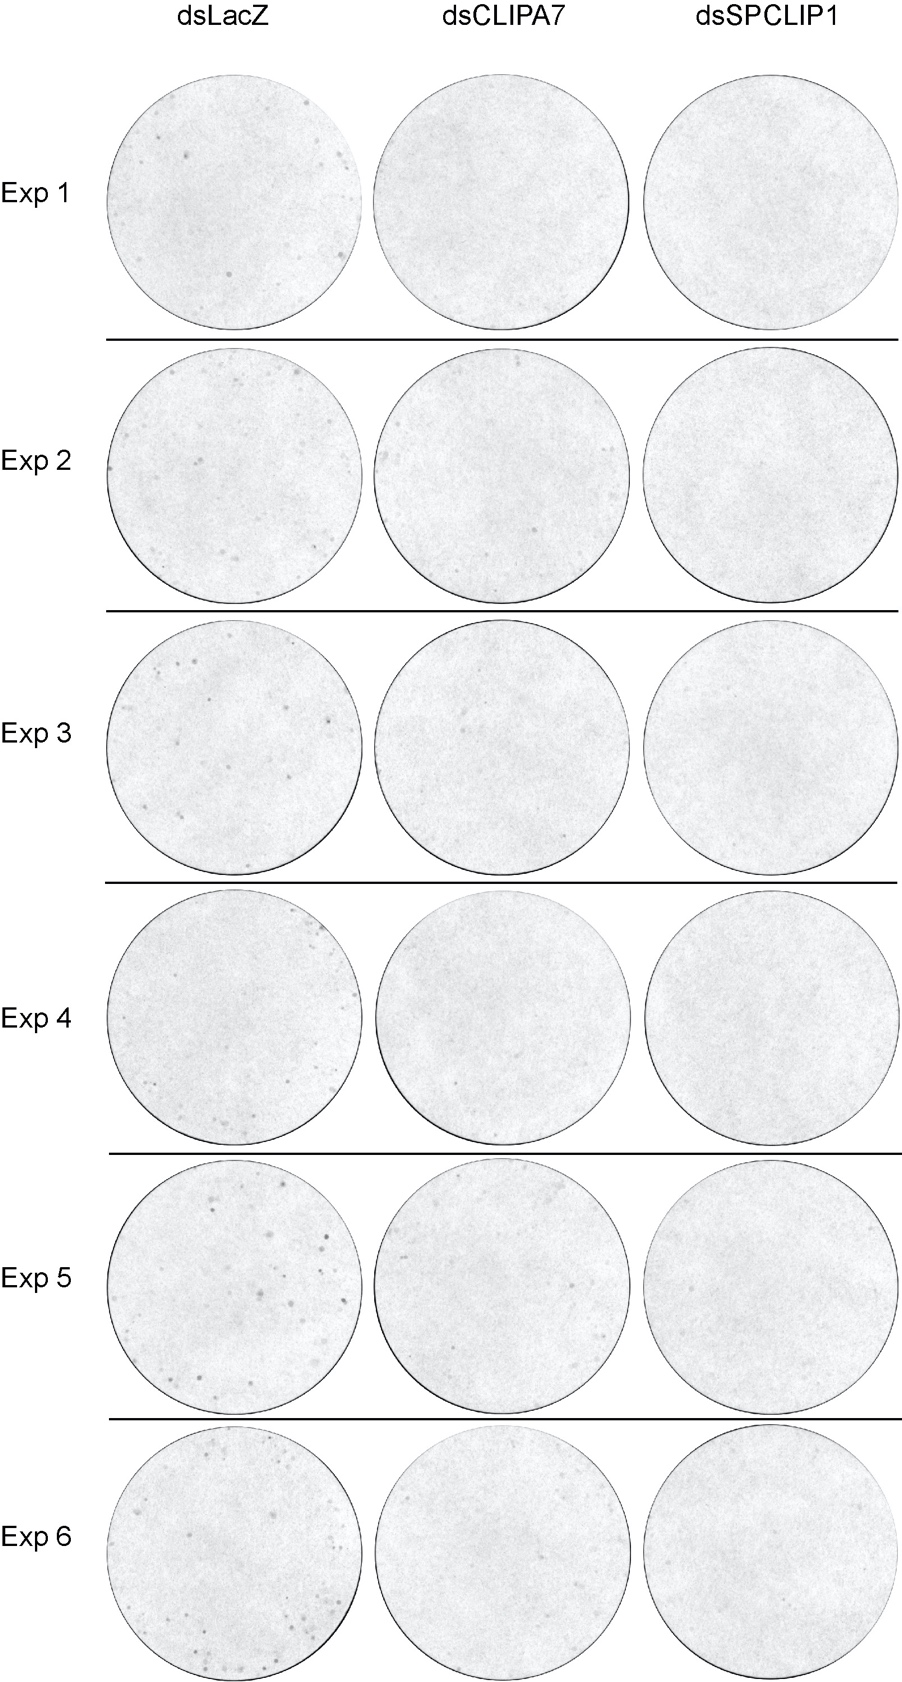 dsLacZ dsCLIPA7 dsSPCLIP1
Exp 1
Exp 2
Exp 3
Exp 4
Exp 5
Exp 6